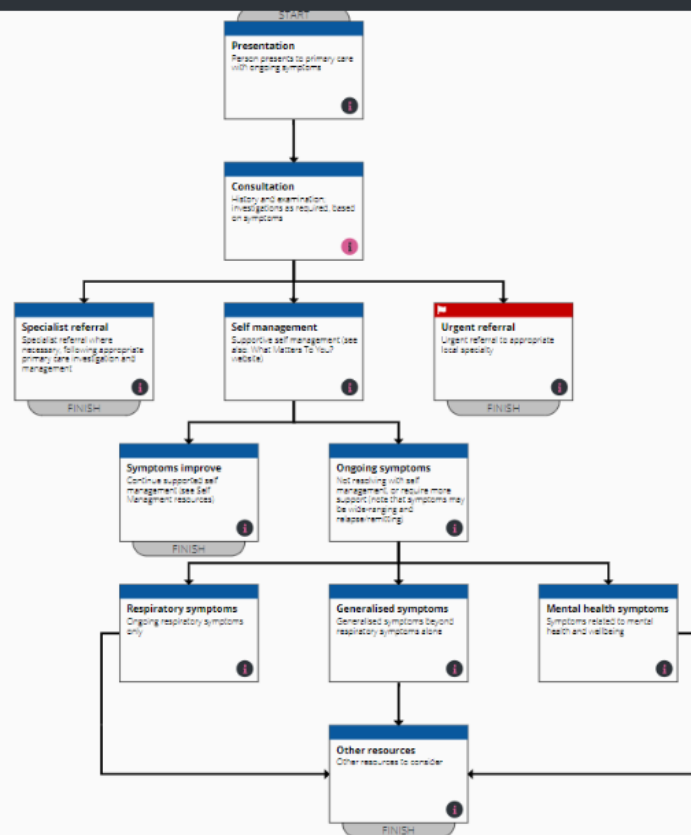 START
Presentation
Person presents to primary care
with ongoing symptoms
Consultation
History and examination;
investigations as required, based
on symptoms
Specialist referral
Specialist referral where
necessary, following appropriate
primary care investigation and
management
FINISH
Self management
Supportive self management (see
also: What Matters To You?
website)
Urgent referral
Urgent referral to appropriate
local specialty
FINISH
Symptoms improve
Continue supported self
management (see Self
Managment resources)
FINISH
Ongoing symptoms
Not resolving with self
management, or require more
support (note that symptoms may
be wide-ranging and
relapse/remitting)
Respiratory symptoms
Ongoing respiratory symptoms
only
Generalised symptoms
Generalised symptoms beyond
respiratory symptoms alone
Mental health symptoms
Symptoms related to mental
health and wellbeing
Other resources
Other resources to consider
FINISH